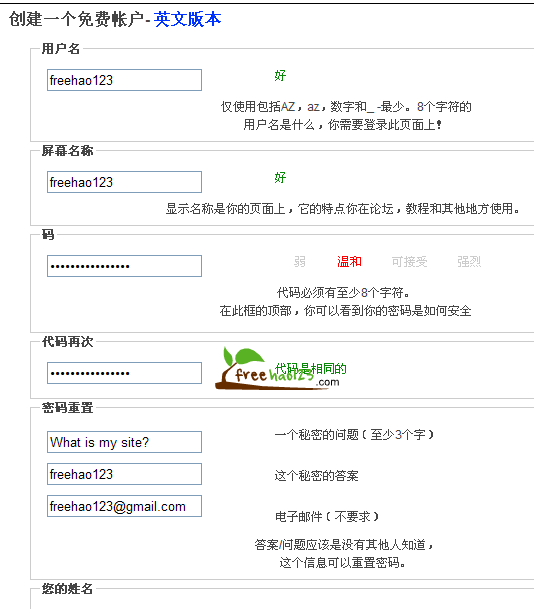 创建一个免费帐户- 英文版本
用户名
freehao123
好
仅使用包括AZ，az，数字和_ -最少。8个字符的
用户名是什么，你需要登录此页面上！
屏幕名称
freehao123
好
显示名称是你的页面上，它的特点你在论坛，教程和其他地方使用。
码
••••••••••••••••
弱 温和 可接受 强烈
代码必须有至少8个字符。
在此框的顶部，你可以看到你的密码是如何安全
代码再次
••••••••••••••••
代码是相同的
freehao123.com
密码重置
What is my site?
一个秘密的问题（至少3个字）
freehao123
这个秘密的答案
freehao123@gmail.com
电子邮件（不要求）
答案/问题应该是没有其他人知道，
这个信息可以重置密码。
您的姓名